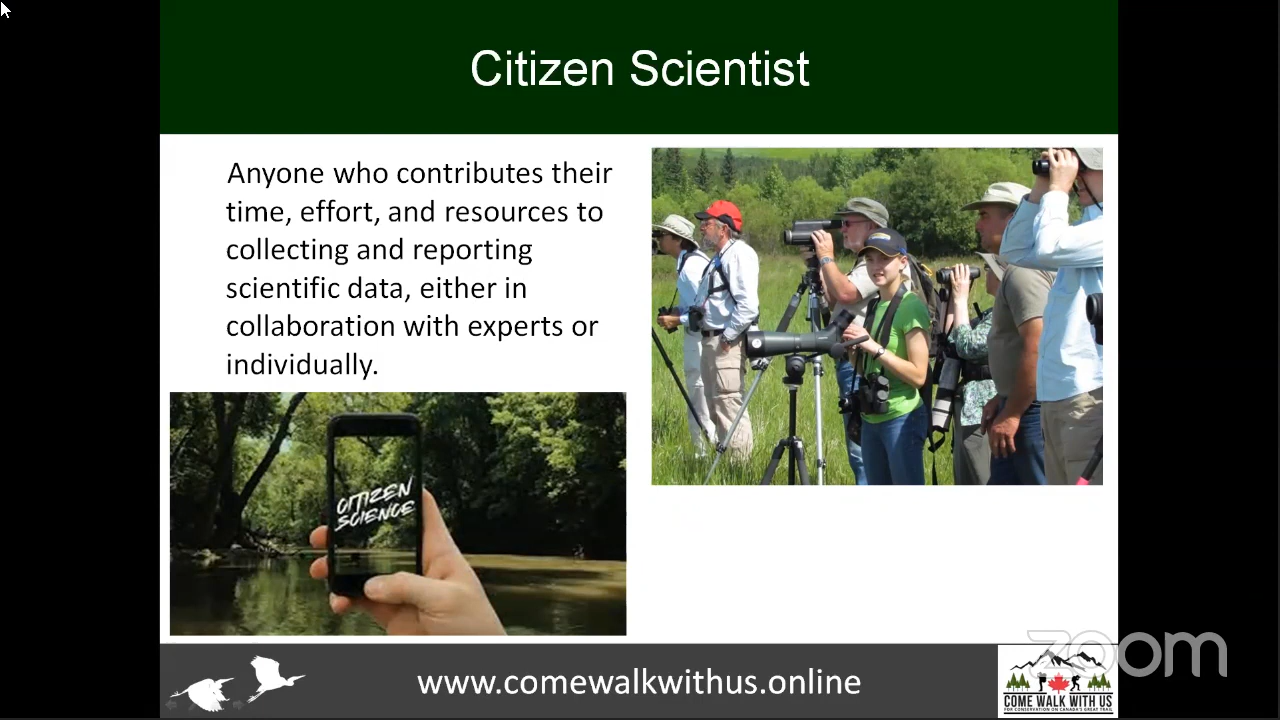 Citizen Scientist
Anyone who contributes their
time, effort, and resources to
collecting and reporting
scientific data, either in
collaboration with experts or
individually.
CITIZEN
SCIENCE
www.comewalkwithus.online
zoom
COME WALK WITH US
FOR CONSERVATION ON CANADA'S GREAT TRAIL